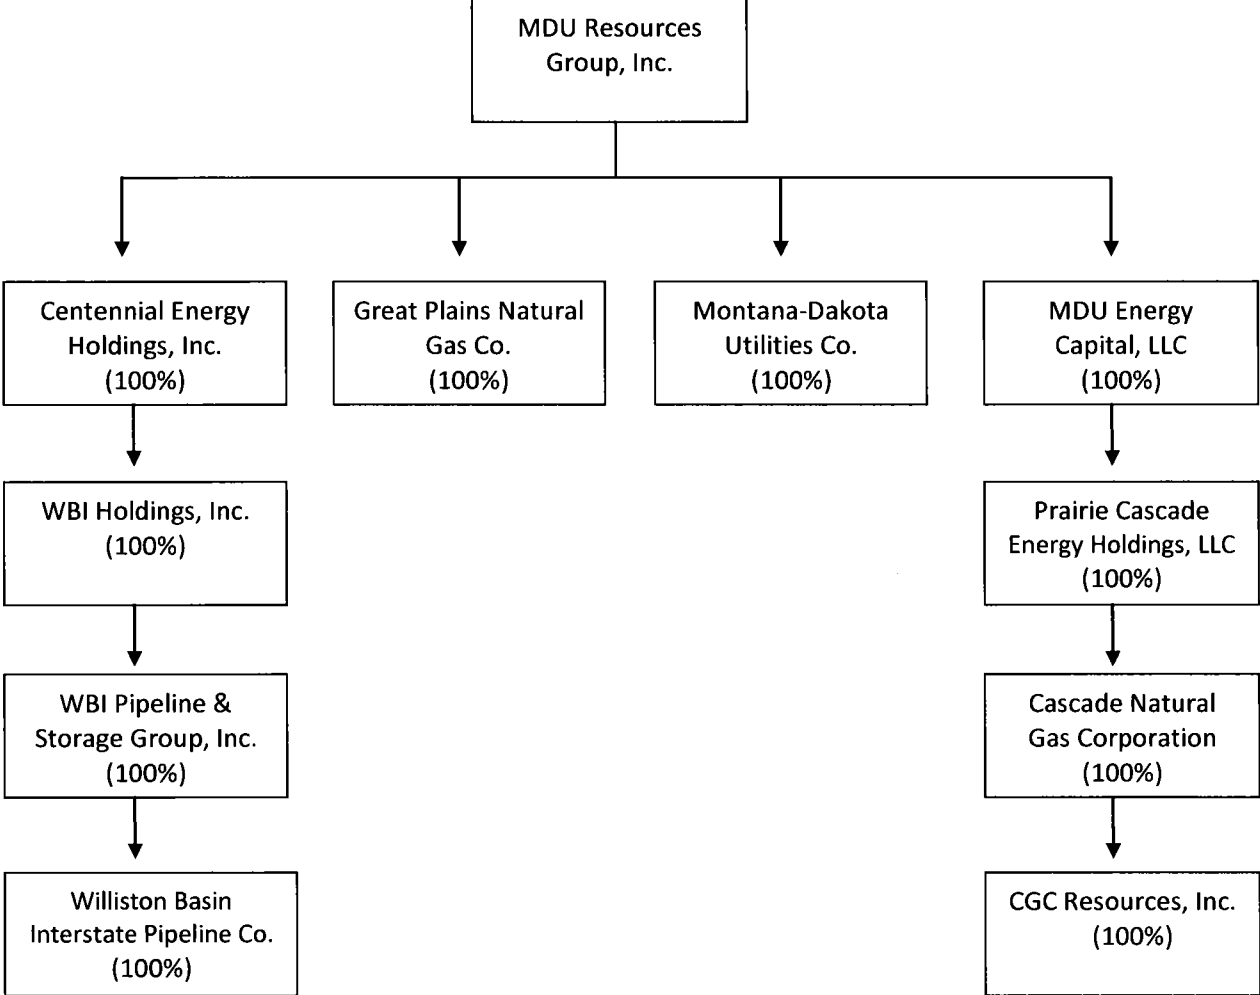 MDU Resources
Group, Inc.
Centennial Energy
Holdings, Inc.
(100%)
Great Plains Natural
Gas Co.
(100%)
Montana-Dakota
Utilities Co.
(100%)
MDU Energy
Capital, LLC
(100%)
WBI Holdings, Inc.
(100%)
Prairie Cascade
Energy Holdings, LLC
(100%)
WBI Pipeline &
Storage Group, Inc.
(100%)
Cascade Natural
Gas Corporation
(100%)
Williston Basin
Interstate Pipeline Co.
(100%)
CGC Resources, Inc.
(100%)